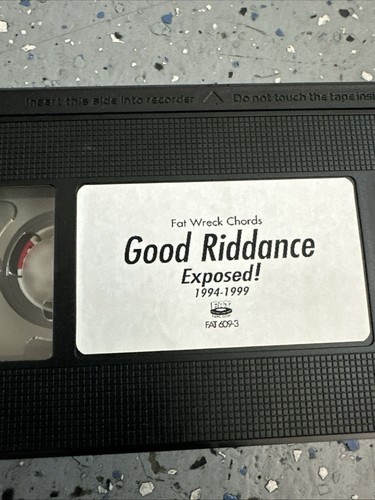 Insert this side into recorder Do not touch the tape insi
Fat Wreck Chords
Good Riddance
Exposed!
1994-1999
FAT
FAT 609-3